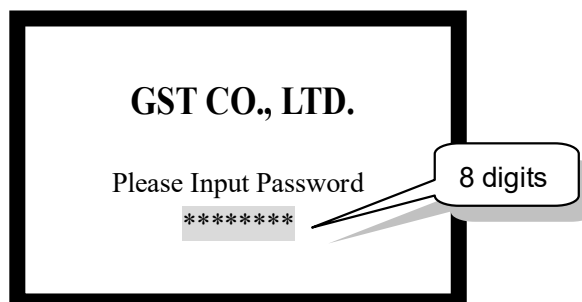 GST CO., LTD.
Please Input Password
********
8 digits